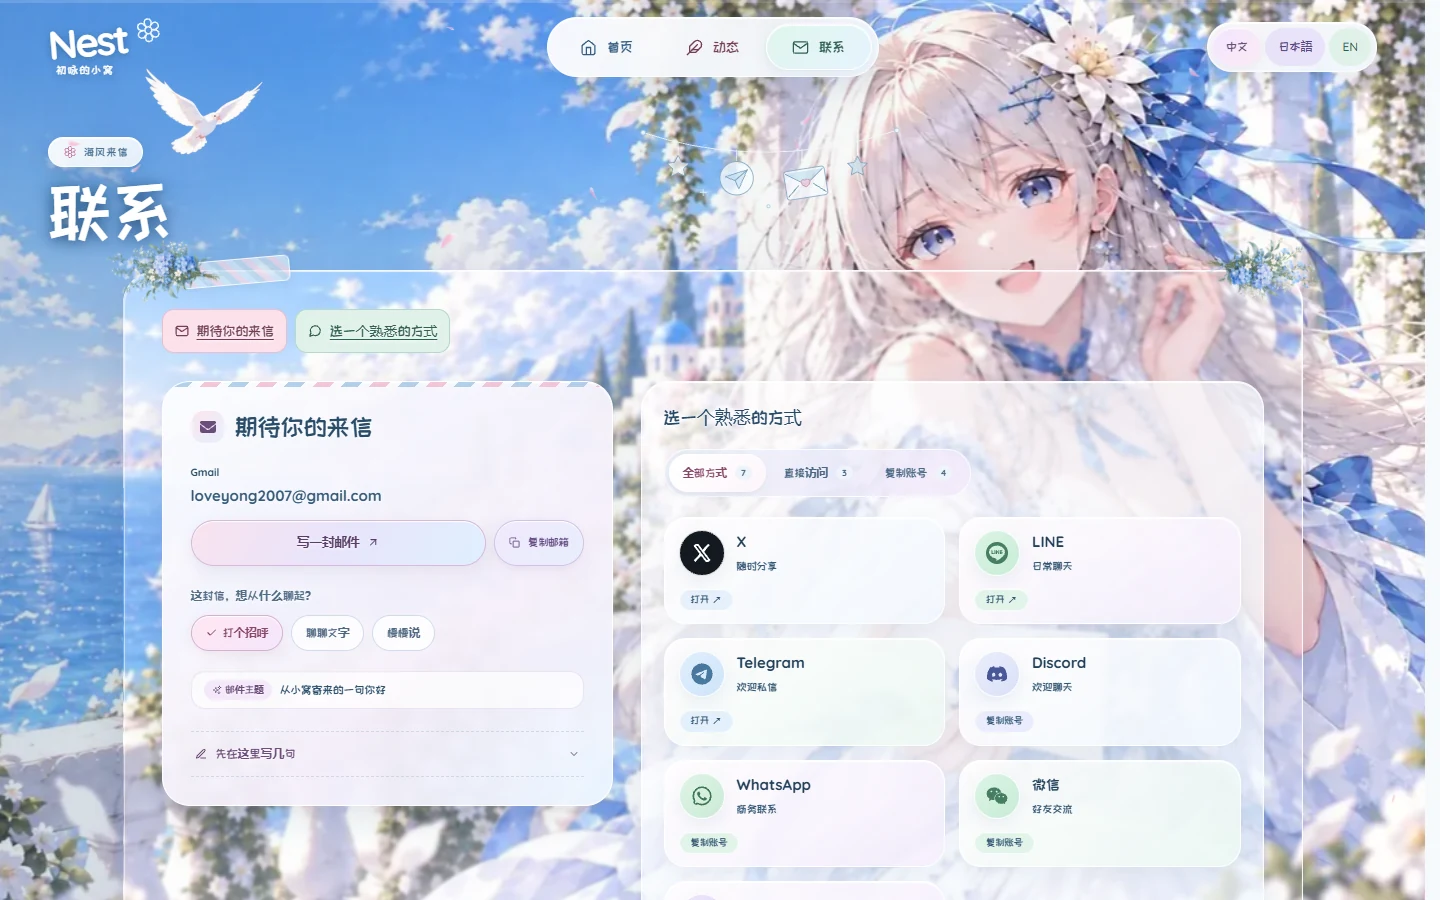 Nest
初咏的小窝
首页
动态
联系
中文
日本語
EN
海风来信
联系
期待你的来信
选一个熟悉的方式
期待你的来信
Gmail
loveyong2007@gmail.com
写一封邮件 ↗
复制邮箱
这封信，想从什么聊起？
打个招呼
聊聊文字
慢慢说
邮件主题
从小窝寄来的一句你好
先在这里写几句
选一个熟悉的方式
全部方式 7
直接访问 3
复制账号 4
X
随时分享
打开 ↗
LINE
LINE
日常聊天
打开 ↗
Telegram
欢迎私信
打开 ↗
Discord
欢迎聊天
复制账号
WhatsApp
商务联系
复制账号
微信
好友交流
复制账号